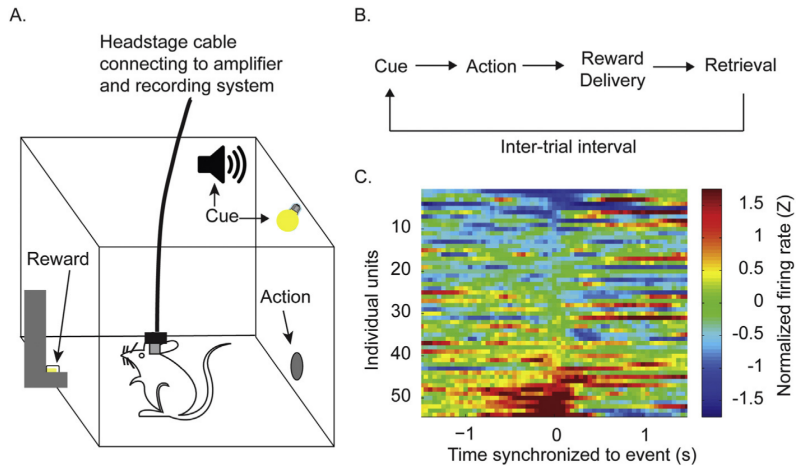 A.
Headstage cable
connecting to amplifier
and recording system
Cue
Reward
Action
B.
Cue
Action
Reward
Delivery
Retrieval
Inter-trial interval
C.
Individual units
10
20
30
40
50
−1
0
1
Time synchronized to event (s)
1.5
1
0.5
0
-0.5
-1
-1.5
Normalized firing rate (Z)